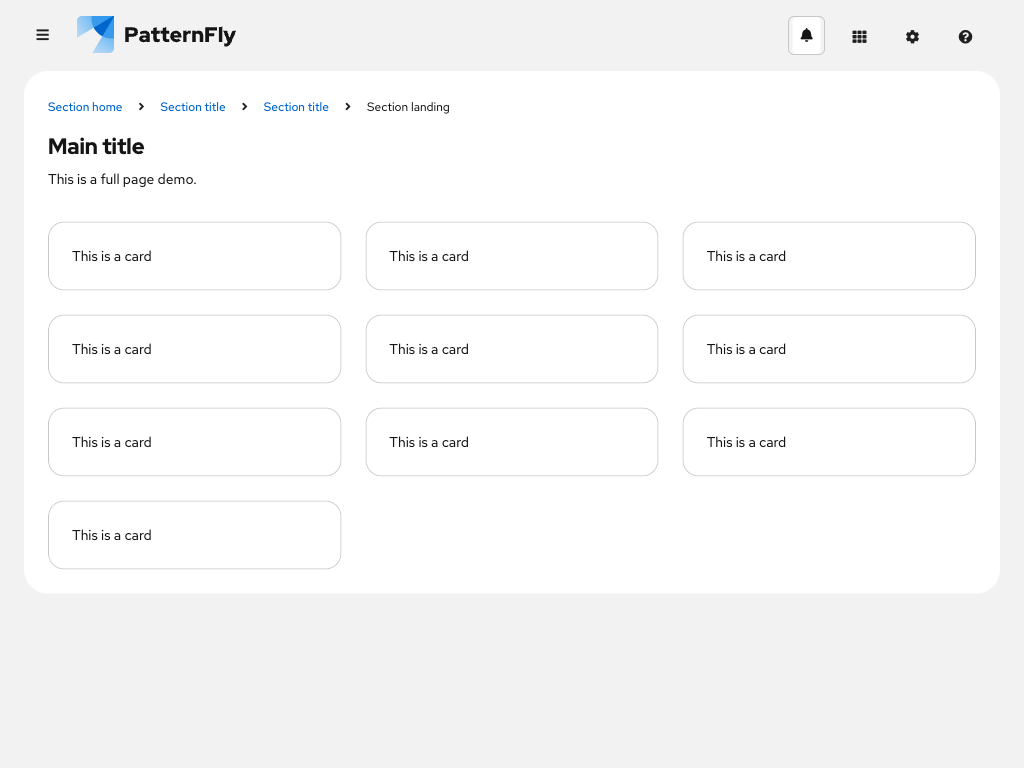 PatternFly
Section home Section title Section title Section landing
Main title
This is a full page demo.
This is a card This is a card This is a card
This is a card This is a card This is a card
This is a card This is a card This is a card
This is a card